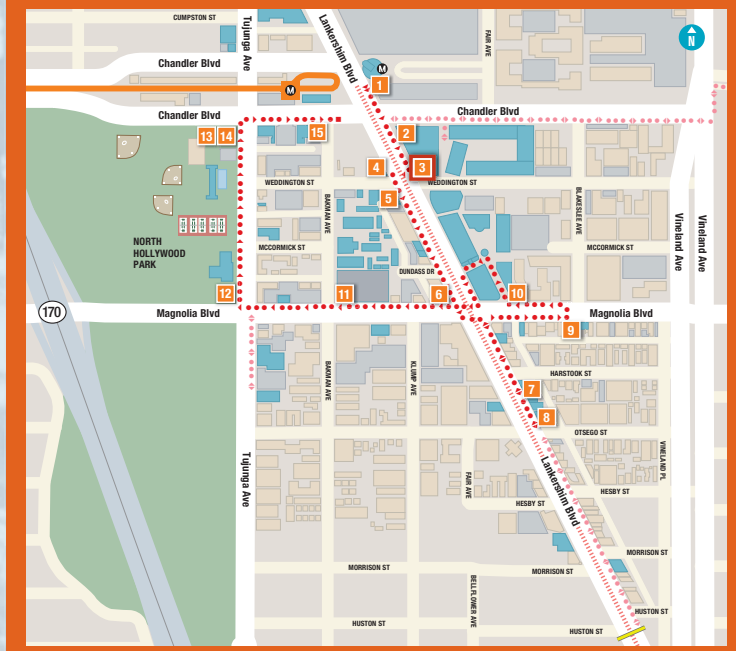 CUMPSTON ST
Tujunga Ave
Lankershim Blvd
FAIR AVE
N
Chandler Blvd
M
1
M
Chandler Blvd
Chandler Blvd
13
14
15
2
4
3
WEDDINGTON ST
WEDDINGTON ST
5
BAKMAN AVE
BLAKESLEE AVE
Vineland Ave
Vineland Ave
NORTH
HOLLYWOOD
PARK
MCCORMICK ST
MCCORMICK ST
DUNDASS DR
12
11
6
10
170
Magnolia Blvd
Magnolia Blvd
9
BAKMAN AVE
KLUMP AVE
HARSTOOK ST
7
8
OTSEGO ST
Tujunga Ave
FAIR AVE
Lankershim Blvd
VINELAND PL
HESBY ST
HESBY ST
MORRISON ST
MORRISON ST
MORRISON ST
BELLFLOWER AVE
HUSTON ST
HUSTON ST
HUSTON ST